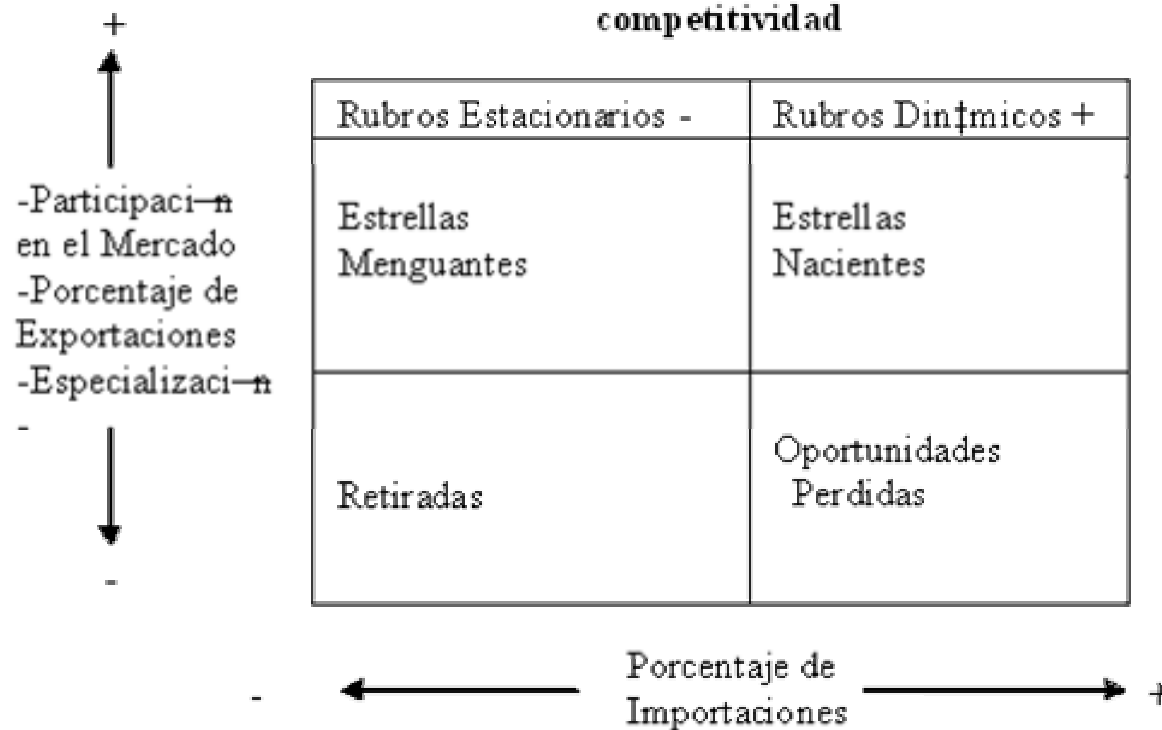 competitividad
+
Rubros Estacionarios -
Rubros Din‡micos +
-Participaci—n
en el Mercado
-Porcentaje de
Exportaciones
-Especializaci—n
-
Estrellas
Menguantes
Estrellas
Nacientes
Retiradas
Oportunidades
Perdidas
-
-
Porcentaje de
Importaciones
+